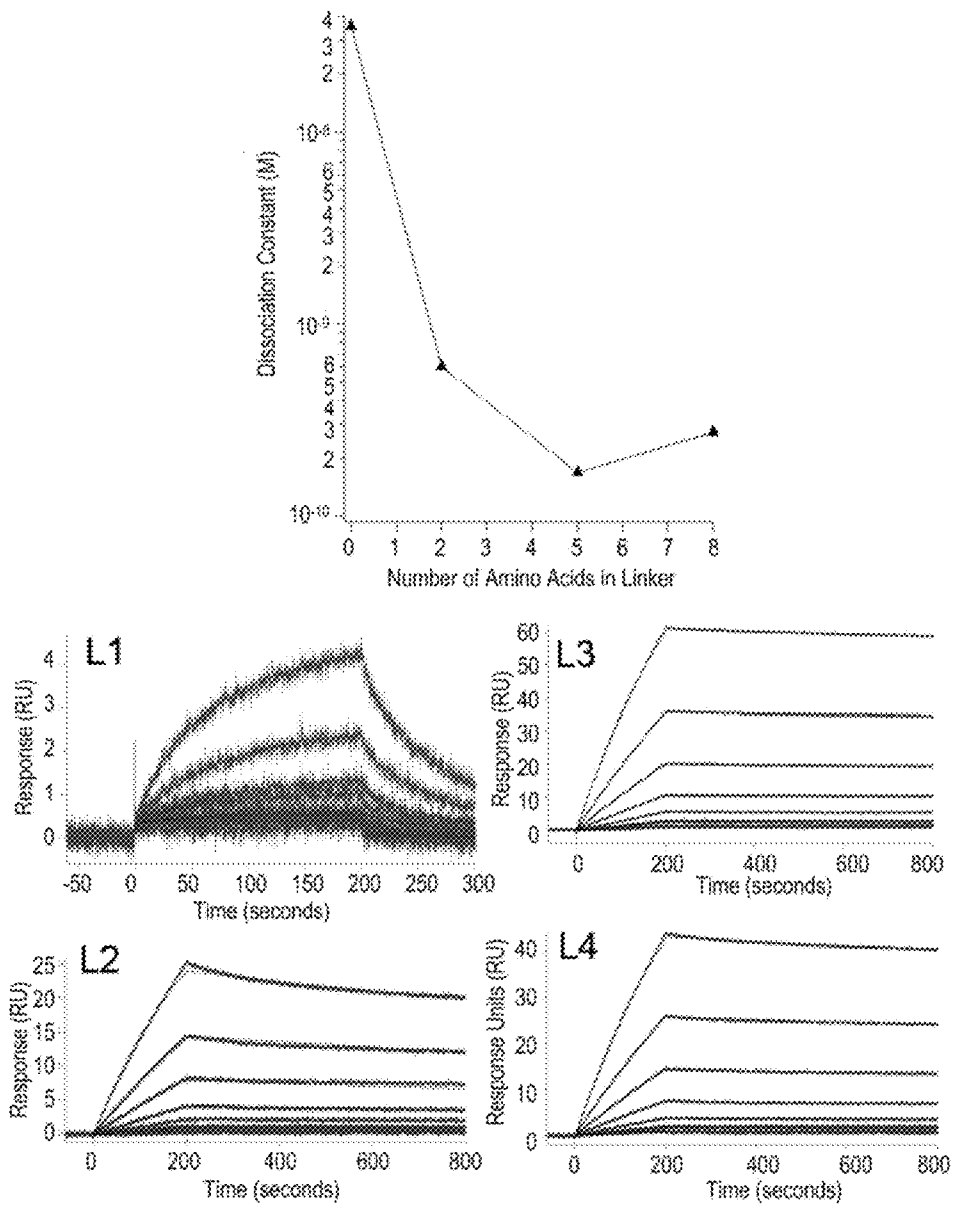 4
3
2
10-8
6
5
4
3
2
10-9
6
5
4
3
2
10-10
Dissociation Constant (M)
0 1 2 3 4 5 6 7 8
Number of Amino Acids in Linker
L1
4
3
2
1
0
Response (RU)
-50 0 50 100 150 200 250 300
Time (seconds)
L3
60
50
40
30
20
10
0
Response (RU)
0 200 400 600 800
Time (seconds)
L2
25
20
15
10
5
0
Response (RU)
0 200 400 600 800
Time (seconds)
L4
40
30
20
10
0
Response Units (RU)
0 200 400 600 800
Time (seconds)